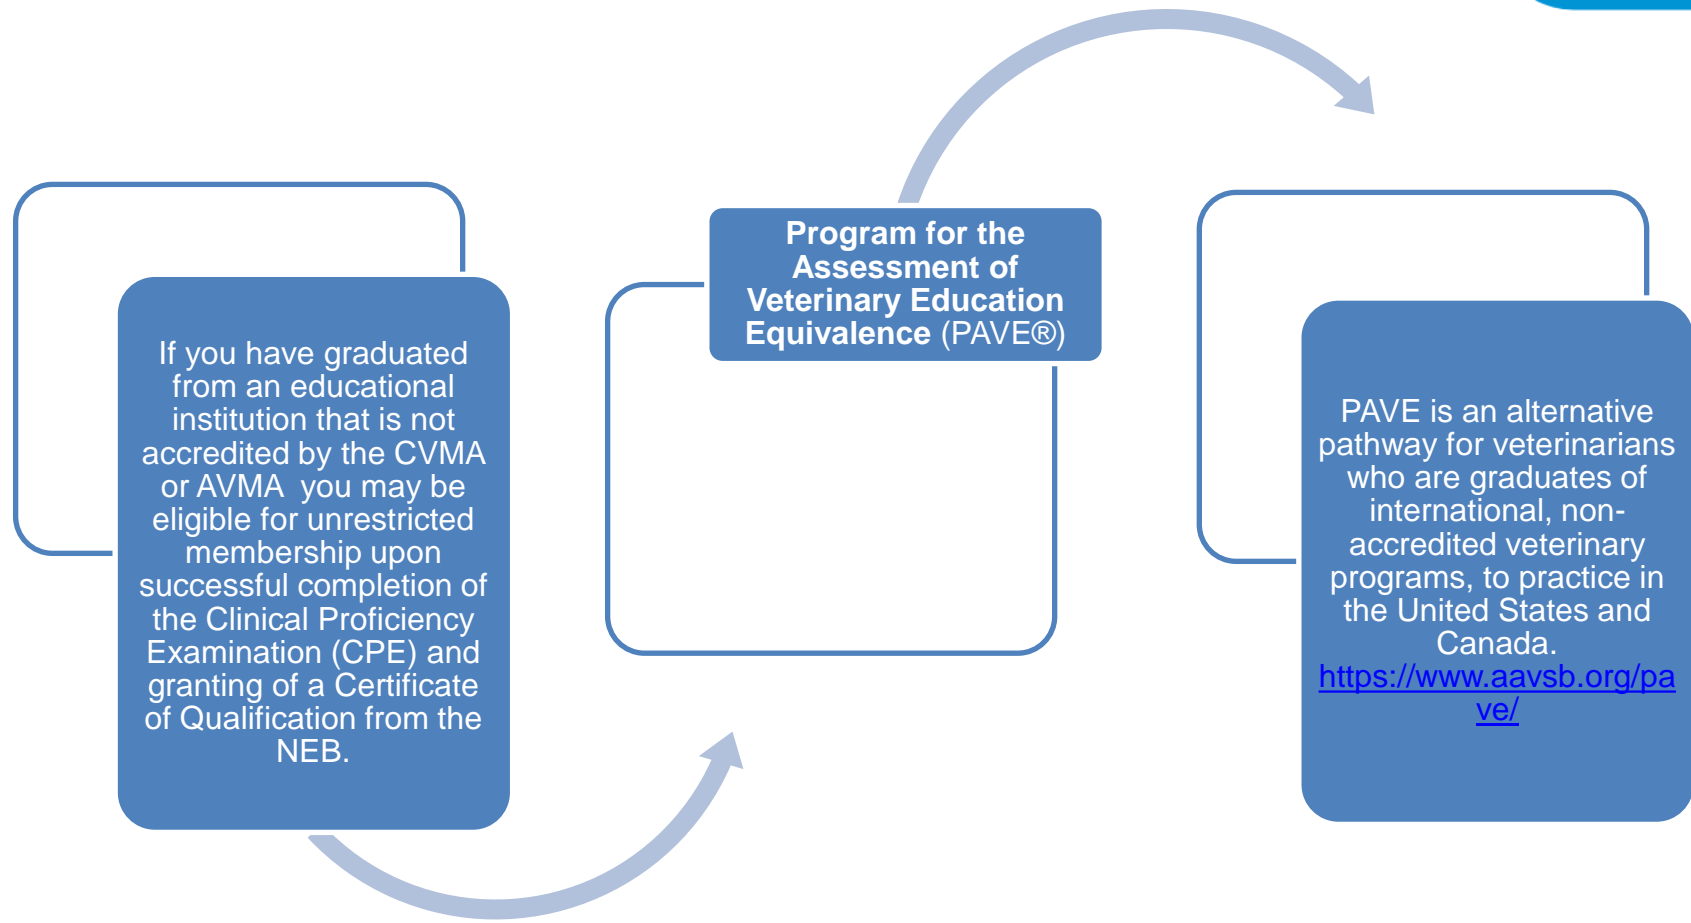 If you have graduated
from an educational
institution that is not
accredited by the CVMA
or AVMA  you may be
eligible for unrestricted
membership upon
successful completion of
the Clinical Proficiency
Examination (CPE) and
granting of a Certificate
of Qualification from the
NEB.
Program for the
Assessment of
Veterinary Education
Equivalence (PAVE®)
PAVE is an alternative
pathway for veterinarians
who are graduates of
international, non-
accredited veterinary
programs, to practice in
the United States and
Canada.
https://www.aavsb.org/pa
ve/